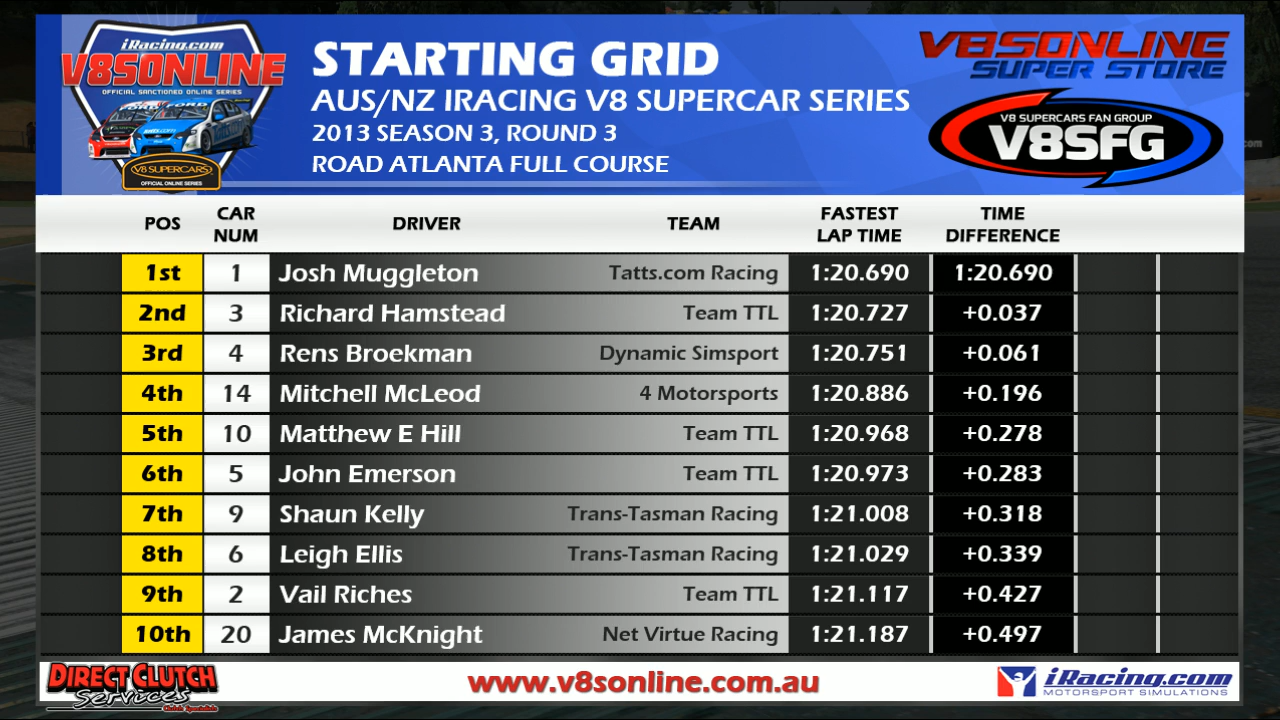 iRacing.com
V8SONLINE
OFFICIAL SANCTIONED ONLINE SERIES
V8 SUPERCARS
OFFICIAL ONLINE SERIES
STARTING GRID
AUS/NZ IRACING V8 SUPERCAR SERIES
2013 SEASON 3, ROUND 3
ROAD ATLANTA FULL COURSE
V8SONLINE
SUPER STORE
V8 SUPERCARS FAN GROUP
V8SFG
POS CAR NUM DRIVER TEAM FASTEST LAP TIME TIME DIFFERENCE
1st 1 Josh Muggleton Tatts.com Racing 1:20.690 1:20.690
2nd 3 Richard Hamstead Team TTL 1:20.727 +0.037
3rd 4 Rens Broekman Dynamic Simsport 1:20.751 +0.061
4th 14 Mitchell McLeod 4 Motorsports 1:20.886 +0.196
5th 10 Matthew E Hill Team TTL 1:20.968 +0.278
6th 5 John Emerson Team TTL 1:20.973 +0.283
7th 9 Shaun Kelly Trans-Tasman Racing 1:21.008 +0.318
8th 6 Leigh Ellis Trans-Tasman Racing 1:21.029 +0.339
9th 2 Vail Riches Team TTL 1:21.117 +0.427
10th 20 James McKnight Net Virtue Racing 1:21.187 +0.497
DIRECT CLUTCH
Services
Clutch Specialists
www.v8sonline.com.au
iRacing.com
MOTORSPORT SIMULATIONS